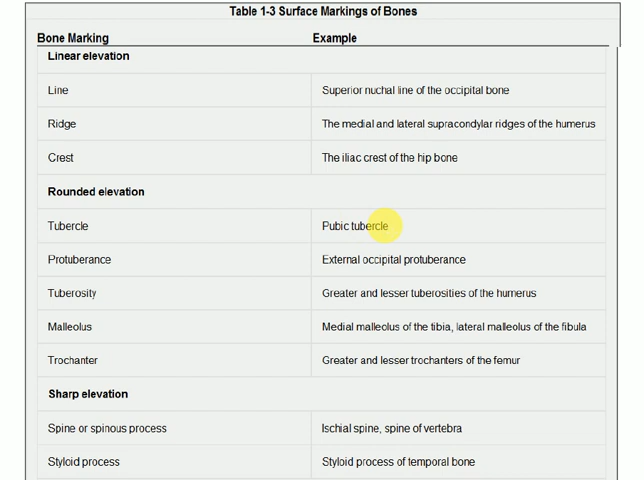 Table 1-3 Surface Markings of Bones
Bone Marking Example
Linear elevation
Line Superior nuchal line of the occipital bone
Ridge The medial and lateral supracondylar ridges of the humerus
Crest The iliac crest of the hip bone
Rounded elevation
Tubercle Pubic tubercle
Protuberance External occipital protuberance
Tuberosity Greater and lesser tuberosities of the humerus
Malleolus Medial malleolus of the tibia, lateral malleolus of the fibula
Trochanter Greater and lesser trochanters of the femur
Sharp elevation
Spine or spinous process Ischial spine, spine of vertebra
Styloid process Styloid process of temporal bone